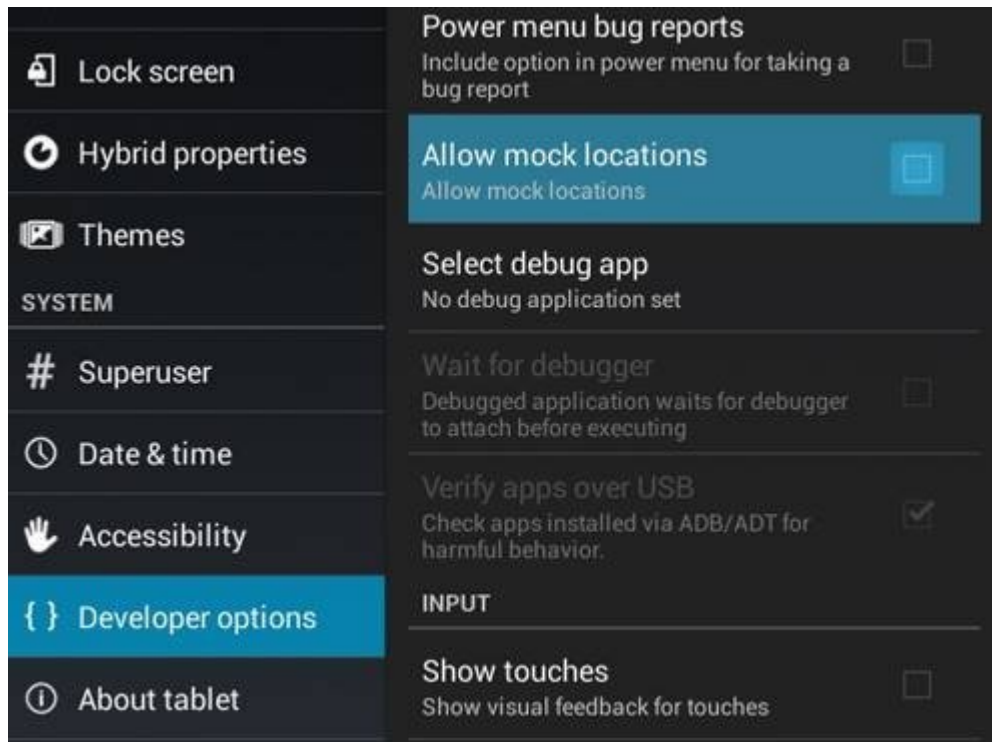 Lock screen
Hybrid properties
Themes
SYSTEM
# Superuser
Date & time
Accessibility
{ } Developer options
About tablet
Power menu bug reports
Include option in power menu for taking a
bug report
Allow mock locations
Allow mock locations
Select debug app
No debug application set
Wait for debugger
Debugged application waits for debugger
to attach before executing
Verify apps over USB
Check apps installed via ADB/ADT for
harmful behavior.
INPUT
Show touches
Show visual feedback for touches